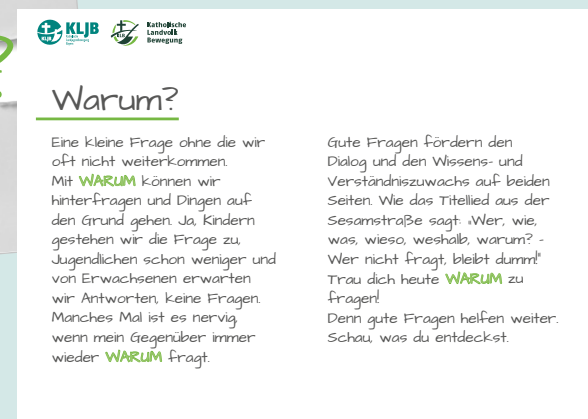 KLJB
Katholische
Landvolk
Bewegung
Warum?
Eine kleine Frage ohne die wir
oft nicht weiterkommen.
Mit WARUM können wir
hinterfragen und Dingen auf
den Grund gehen. Ja, Kindern
gestehen wir die Frage zu,
Jugendlichen schon weniger und
von Erwachsenen erwarten
wir Antworten, keine Fragen.
Manches Mal ist es nervig,
wenn mein Gegenüber immer
wieder WARUM fragt.
Gute Fragen fördern den
Dialog und den Wissens- und
Verständniszuwachs auf beiden
Seiten. Wie das Titellied aus der
Sesamstraße sagt: „Wer, wie,
was, wieso, weshalb, warum? -
Wer nicht fragt, bleibt dumm!"
Trau dich heute WARUM zu
fragen!
Denn gute Fragen helfen weiter.
Schau, was du entdeckst.